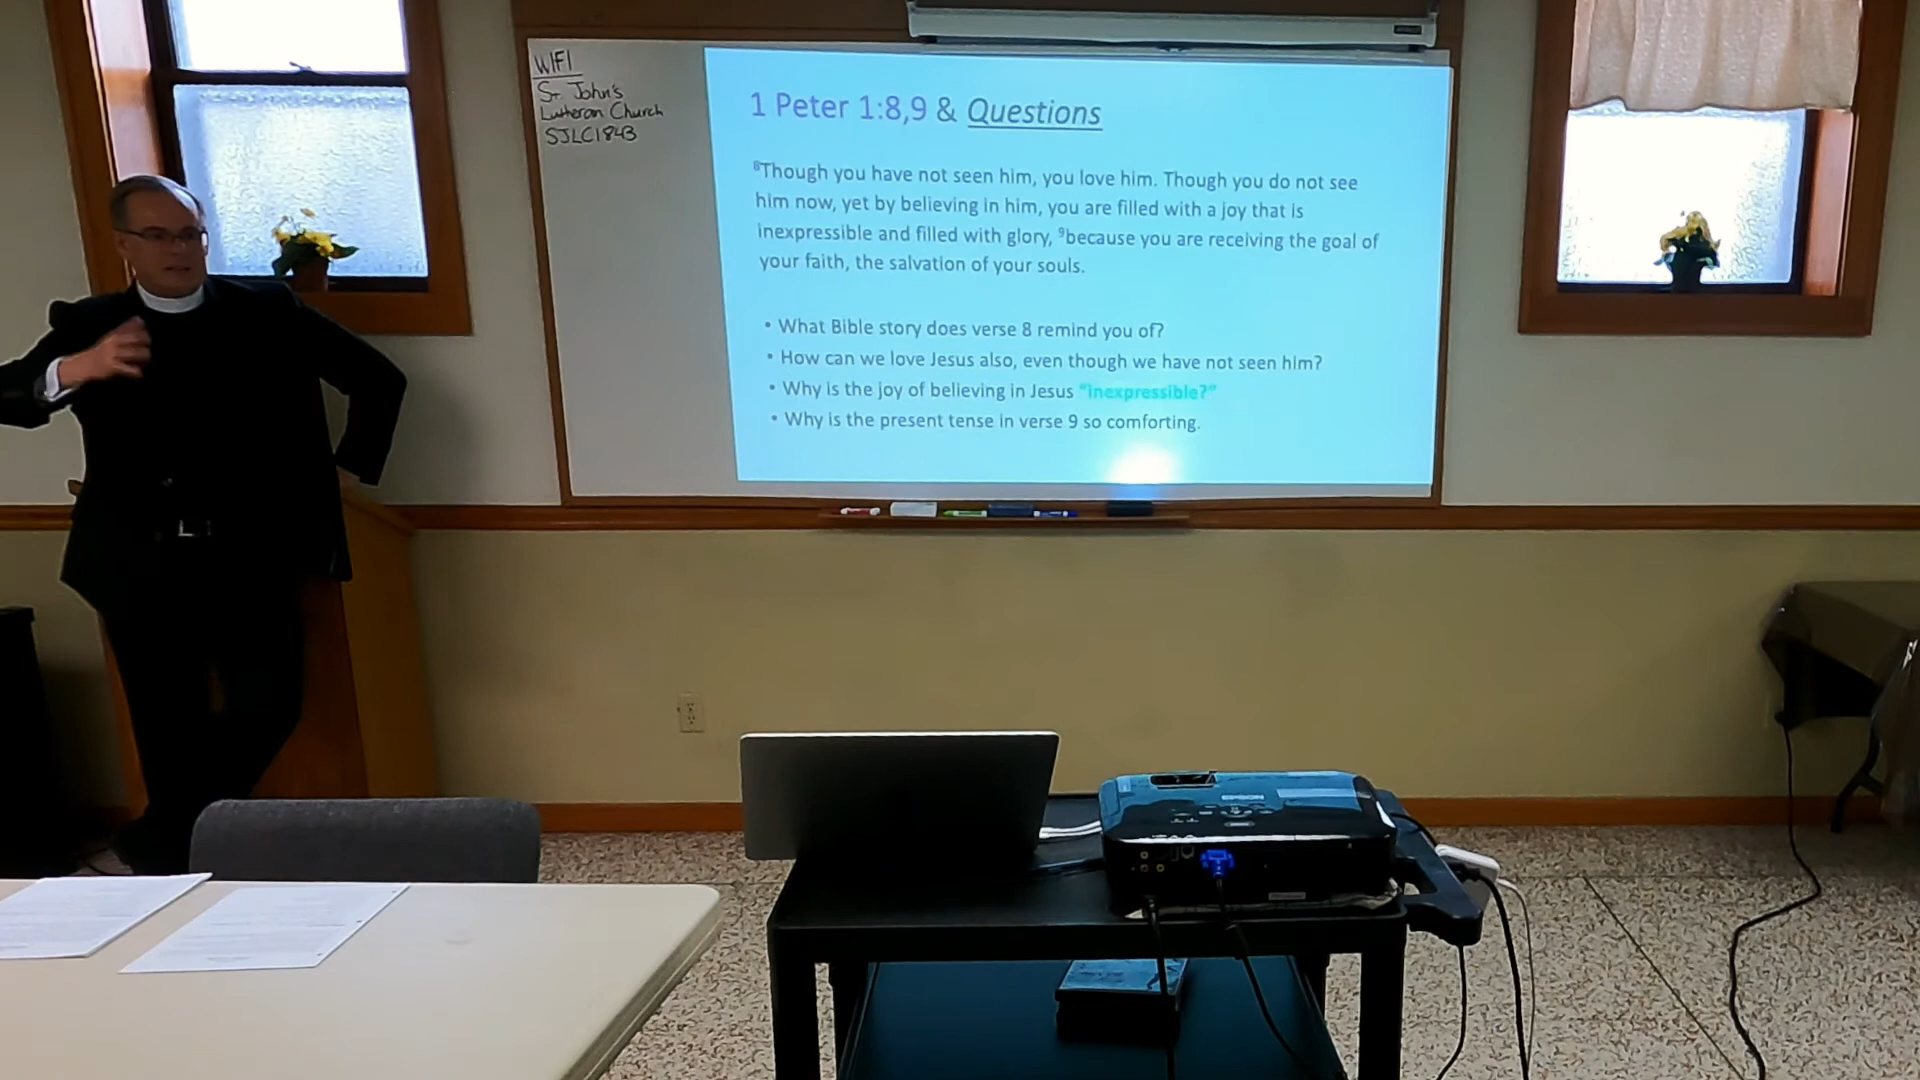 WIFI
St. John's
Lutheran Church
SJLC1843
1 Peter 1:8,9 & Questions
⁸Though you have not seen him, you love him. Though you do not see
him now, yet by believing in him, you are filled with a joy that is
inexpressible and filled with glory, ⁹because you are receiving the goal of
your faith, the salvation of your souls.
• What Bible story does verse 8 remind you of?
• How can we love Jesus also, even though we have not seen him?
• Why is the joy of believing in Jesus “inexpressible?”
• Why is the present tense in verse 9 so comforting.
EPSON